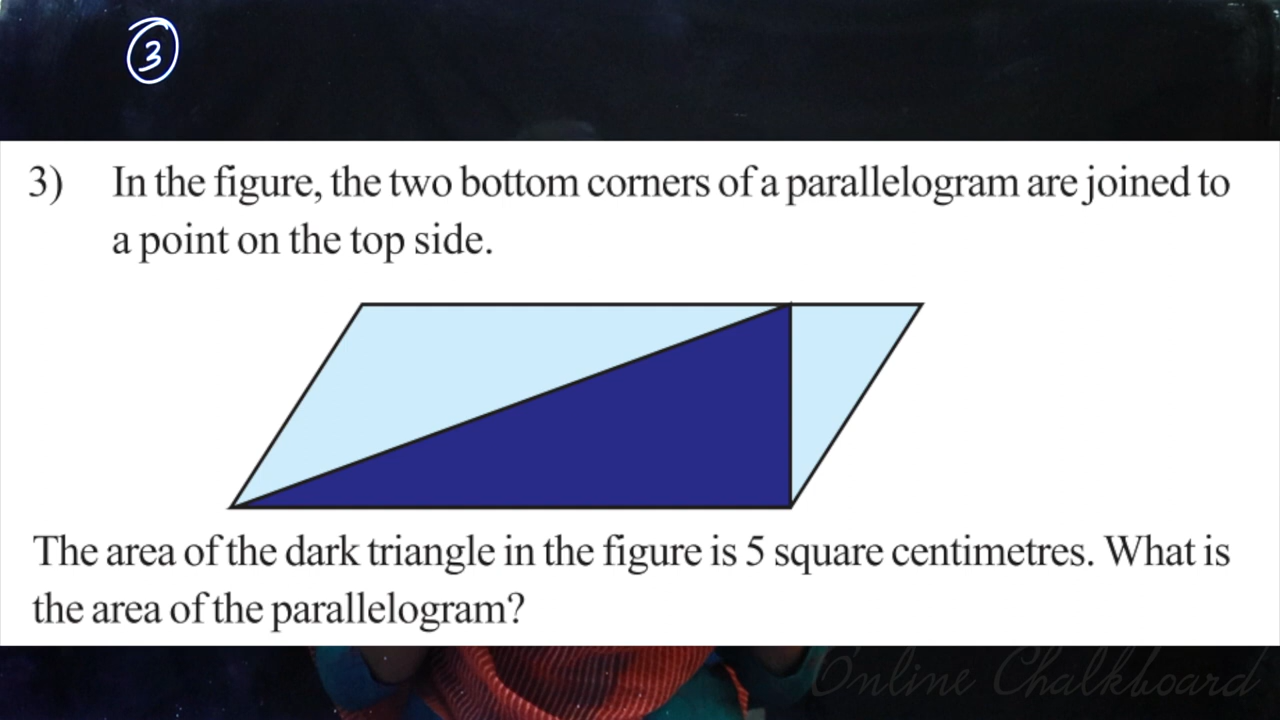 3
3) In the figure, the two bottom corners of a parallelogram are joined to
a point on the top side.
The area of the dark triangle in the figure is 5 square centimetres. What is
the area of the parallelogram?
Online Chalkboard